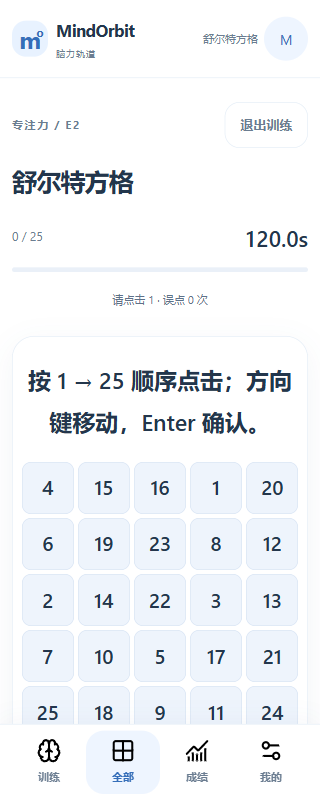 m
MindOrbit
脑力轨道
舒尔特方格
M
专注力 / E2
退出训练
舒尔特方格
0 / 25
120.0s
请点击 1 · 误点 0 次
按 1 → 25 顺序点击；方向
键移动，Enter 确认。
4 15 16 1 20
6 19 23 8 12
2 14 22 3 13
7 10 5 17 21
25 18 9 11 24
训练 全部 成绩 我的